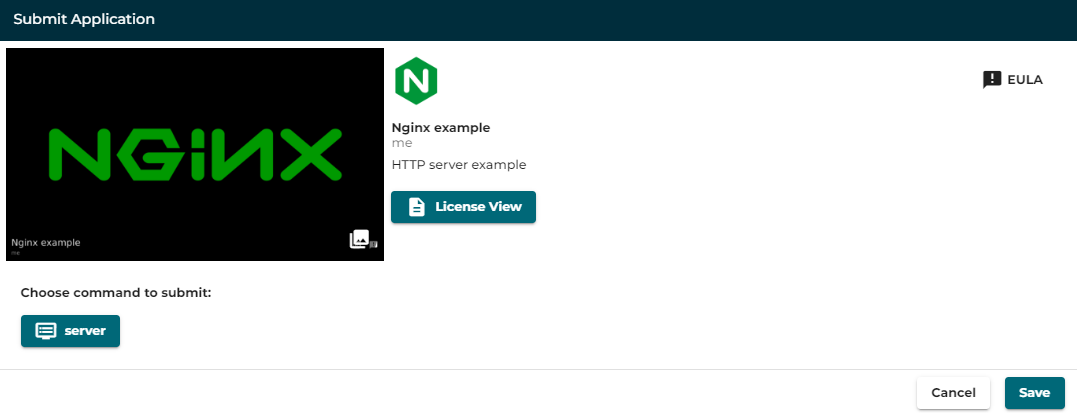 Submit Application
NGINX
Nginx example
me
N
EULA
Nginx example
me
HTTP server example
License View
Choose command to submit:
server
Cancel
Save